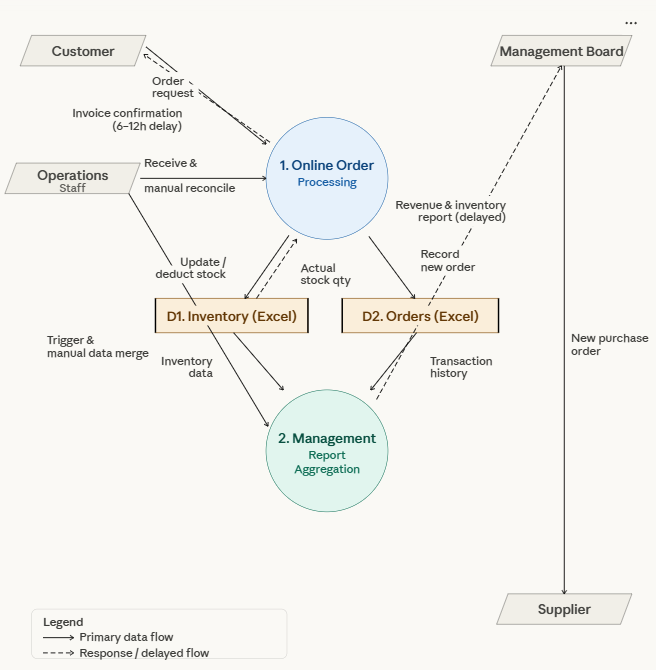 ...
Customer
Management Board
Order
request
Invoice confirmation
(6–12h delay)
Operations
Staff
Receive &
manual reconcile
1. Online Order
Processing
Revenue & inventory
report (delayed)
Update /
deduct stock
Actual
stock qty
Record
new order
D1. Inventory (Excel)
D2. Orders (Excel)
Trigger &
manual data merge
Inventory
data
Transaction
history
New purchase
order
2. Management
Report
Aggregation
Supplier
Legend
Primary data flow
Response / delayed flow